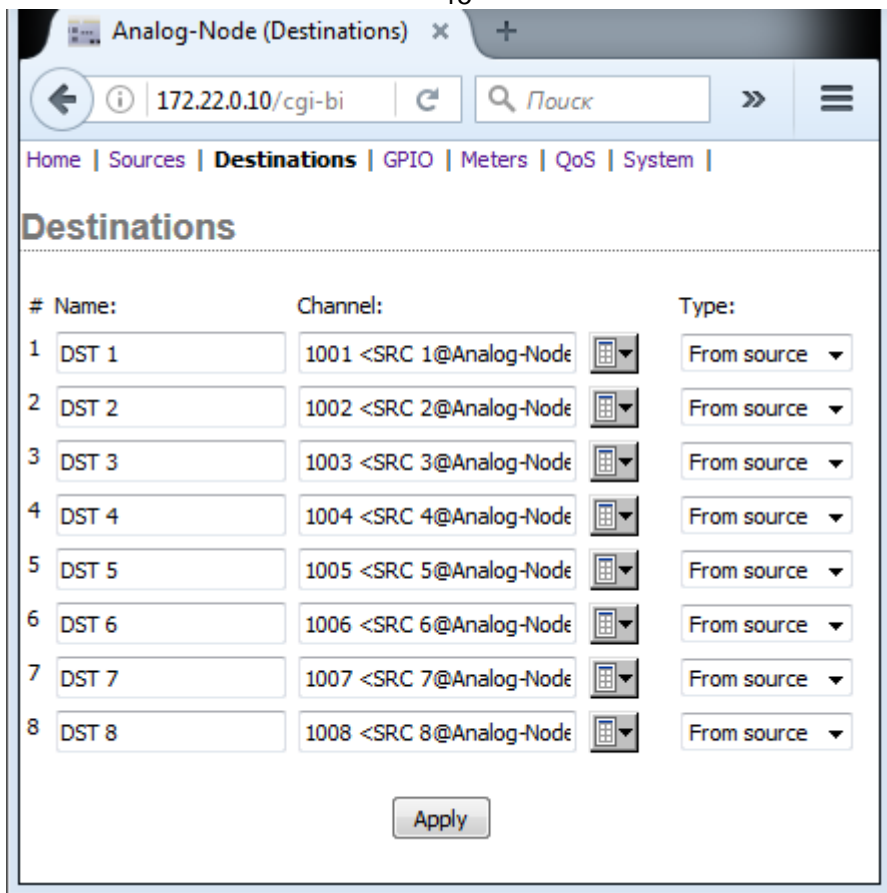 Analog-Node (Destinations) ×
172.22.0.10/cgi-bi Поиск
Home | Sources | Destinations | GPIO | Meters | QoS | System |
Destinations
# Name: Channel: Type:
1 DST 1 1001 <SRC 1@Analog-Node From source
2 DST 2 1002 <SRC 2@Analog-Node From source
3 DST 3 1003 <SRC 3@Analog-Node From source
4 DST 4 1004 <SRC 4@Analog-Node From source
5 DST 5 1005 <SRC 5@Analog-Node From source
6 DST 6 1006 <SRC 6@Analog-Node From source
7 DST 7 1007 <SRC 7@Analog-Node From source
8 DST 8 1008 <SRC 8@Analog-Node From source
Apply